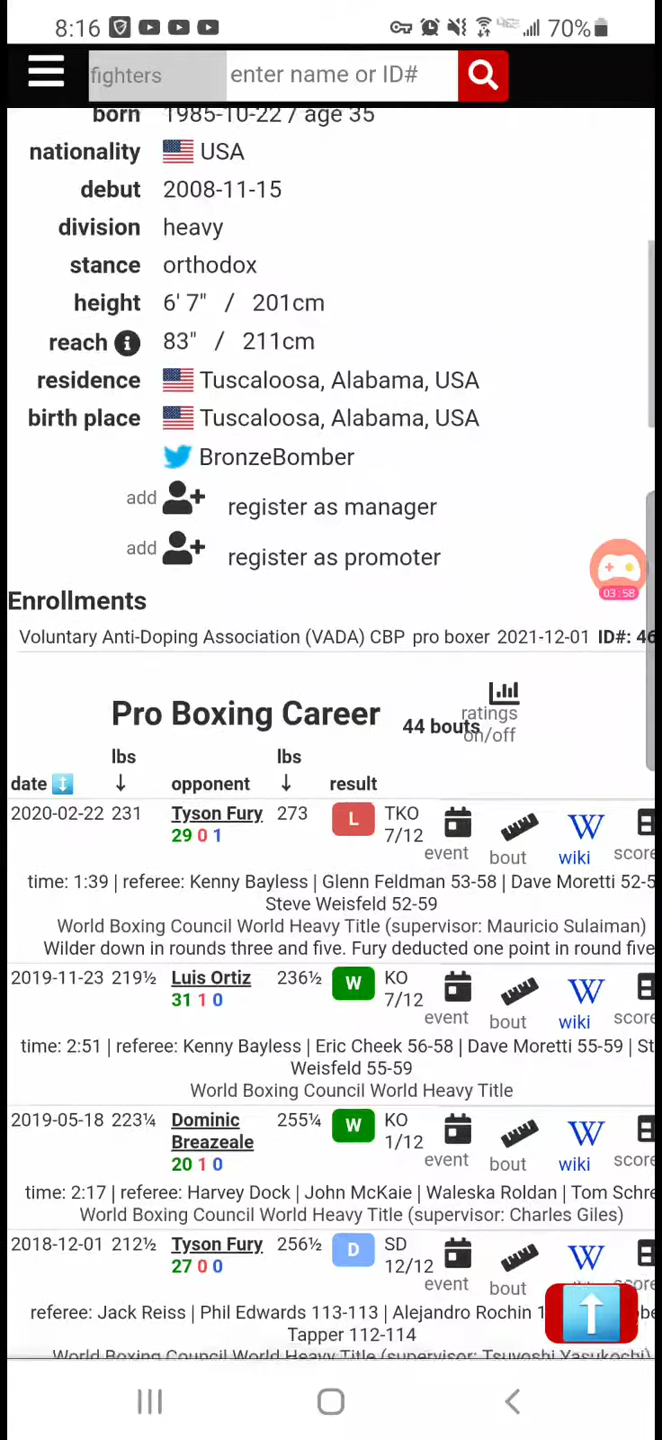 8:16 70%
fighters enter name or ID#
born 1985-10-22 / age 35
nationality USA
debut 2008-11-15
division heavy
stance orthodox
height 6' 7" / 201cm
reach 83" / 211cm
residence Tuscaloosa, Alabama, USA
birth place Tuscaloosa, Alabama, USA
BronzeBomber
add register as manager
add register as promoter
03:58
Enrollments
Voluntary Anti-Doping Association (VADA) CBP pro boxer 2021-12-01 ID#: 46
Pro Boxing Career 44 bouts ratings on/off
lbs lbs
date ↓ opponent ↓ result
2020-02-22 231 Tyson Fury 273 L TKO
29 0 1 7/12
event bout wiki score
time: 1:39 | referee: Kenny Bayless | Glenn Feldman 53-58 | Dave Moretti 52-5
Steve Weisfeld 52-59
World Boxing Council World Heavy Title (supervisor: Mauricio Sulaiman)
Wilder down in rounds three and five. Fury deducted one point in round five
2019-11-23 219½ Luis Ortiz 236½ W KO
31 1 0 7/12
event bout wiki score
time: 2:51 | referee: Kenny Bayless | Eric Cheek 56-58 | Dave Moretti 55-59 | St
Weisfeld 55-59
World Boxing Council World Heavy Title
2019-05-18 223¼ Dominic 255¼ W KO
Breazeale 1/12
20 1 0
event bout wiki score
time: 2:17 | referee: Harvey Dock | John McKaie | Waleska Roldan | Tom Schre
World Boxing Council World Heavy Title (supervisor: Charles Giles)
2018-12-01 212½ Tyson Fury 256½ D SD
27 0 0 12/12
event bout wiki score
referee: Jack Reiss | Phil Edwards 113-113 | Alejandro Rochin 1
Tapper 112-114
World Boxing Council World Heavy Title (supervisor: Tsuyoshi Yasukochi)